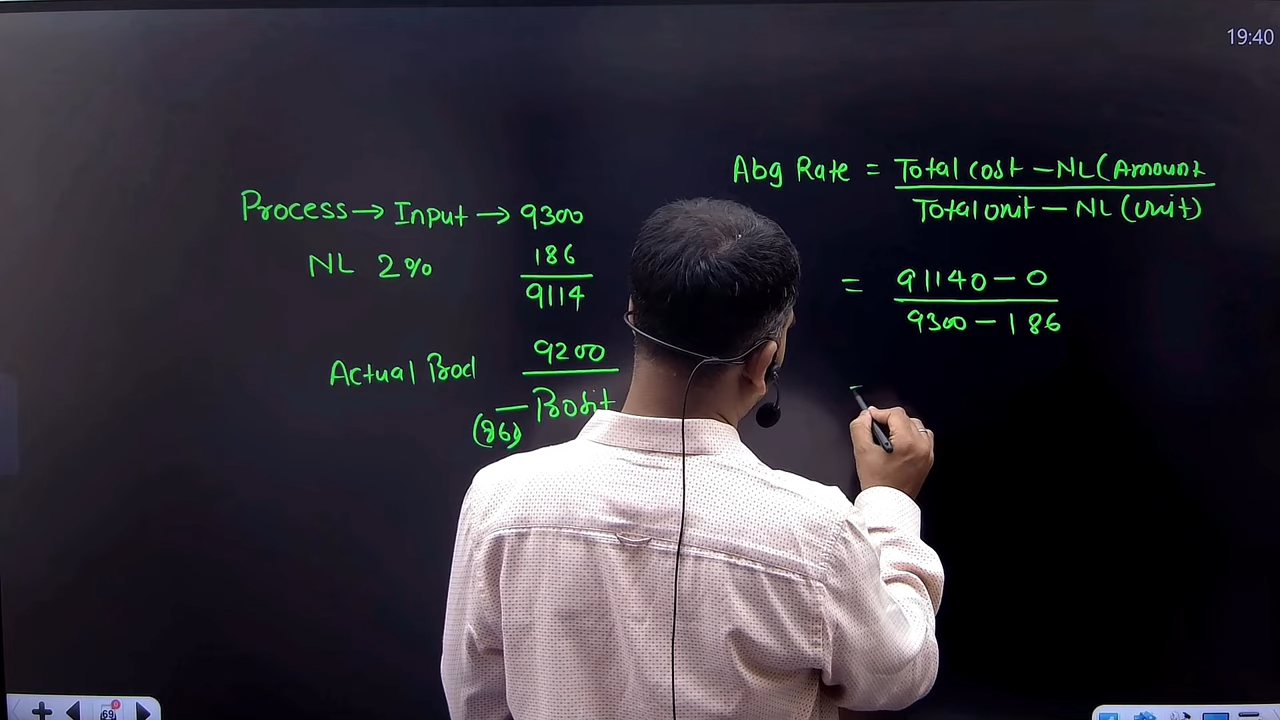 19:40
Abg Rate = Total cost - NL (Amount
Total Unit - NL (Unit)
Process → Input → 9300
NL 2% 186
9114
= 91140 - 0
9300 - 186
Actual Prod 9200
Profit
(86)
69